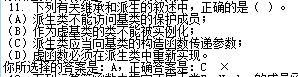 11. 下列有关继承和派生的叙述中，正确的是（ ）。
(A) 派生类不能访问基类的保护成员；
(B) 作为虚基类的类不能被实例化；
(C) 派生类应当向基类的构造函数传递参数；
(D) 虚函数必须在派生类中重新实现。
你所选择的答案是：A，正确答案是：C ×